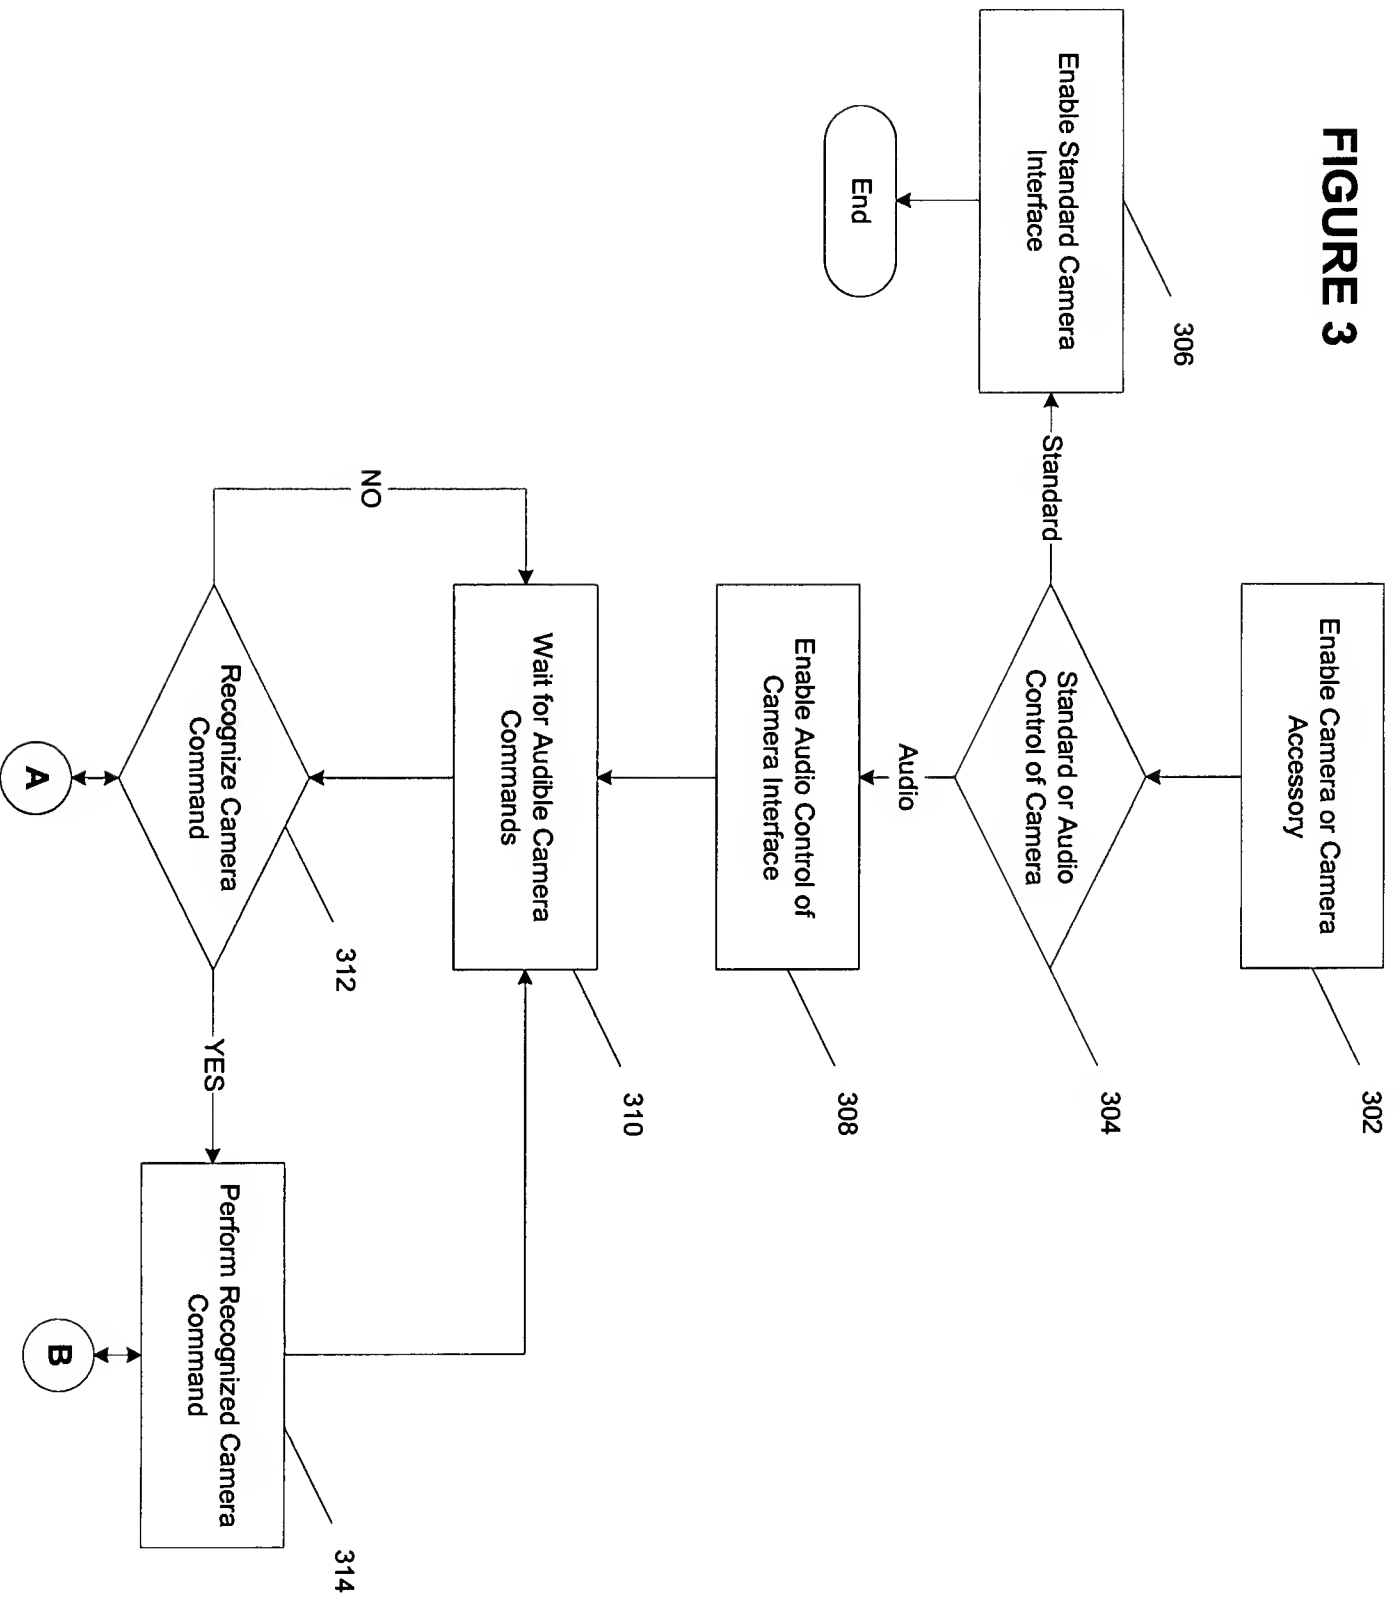 FIGURE 3
Enable Camera or Camera
Accessory
302
Standard or Audio
Control of Camera
304
Standard
Enable Standard Camera
Interface
306
End
Audio
Enable Audio Control of
Camera Interface
308
Wait for Audible Camera
Commands
310
NO
Recognize Camera
Command
312
YES
Perform Recognized Camera
Command
314
A
B